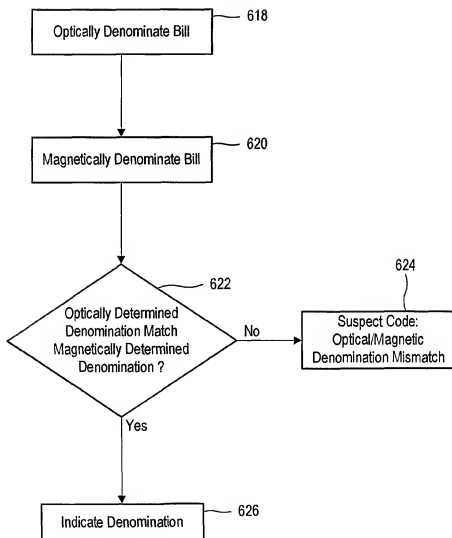 Optically Denominate Bill
618
Magnetically Denominate Bill
620
622
Optically Determined
Denomination Match
Magnetically Determined
Denomination ?
No
624
Suspect Code:
Optical/Magnetic
Denomination Mismatch
Yes
626
Indicate Denomination